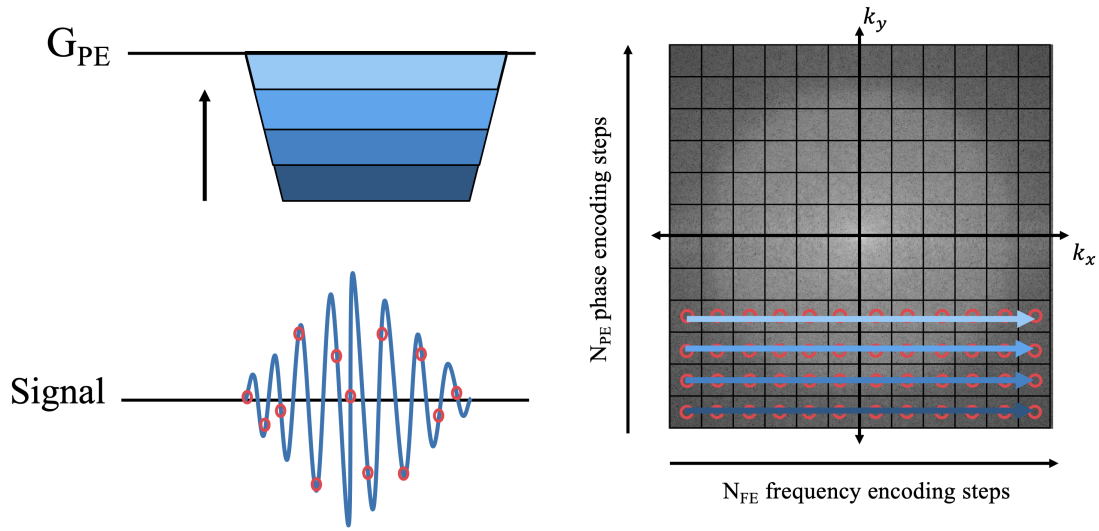 G_PE
Signal
k_y
N_PE phase encoding steps
k_x
N_FE frequency encoding steps